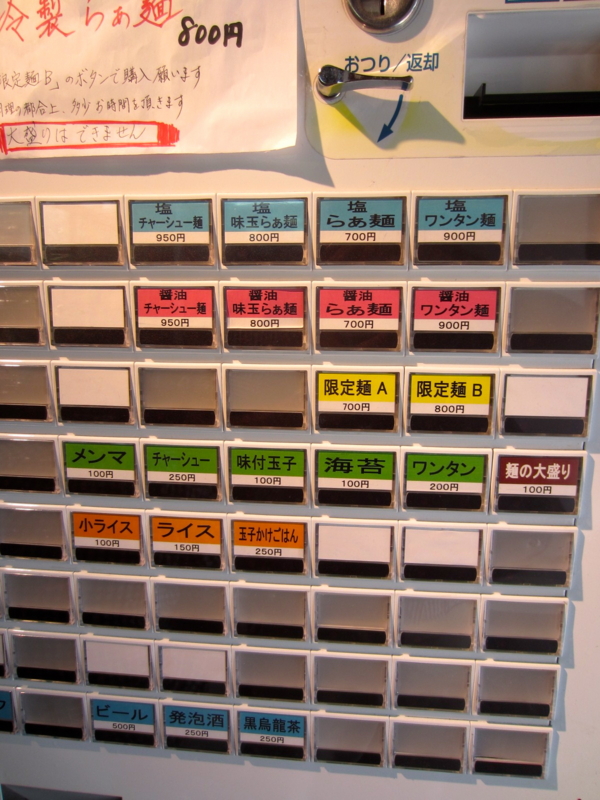 冷製らぁ麺
800円
限定麺B」のボタンで購入願います
理の都合上、多少お時間を頂きます
大盛りはできません
おつり/返却
塩
チャーシュー麺
950円
塩
味玉らぁ麺
800円
塩
らぁ麺
700円
塩
ワンタン麺
900円
醤油
チャーシュー麺
950円
醤油
味玉らぁ麺
800円
醤油
らぁ麺
700円
醤油
ワンタン麺
900円
限定麺A
700円
限定麺B
800円
メンマ
100円
チャーシュー
250円
味付玉子
100円
海苔
100円
ワンタン
200円
麺の大盛り
100円
小ライス
100円
ライス
150円
玉子かけごはん
250円
ビール
500円
発泡酒
250円
黒烏龍茶
250円